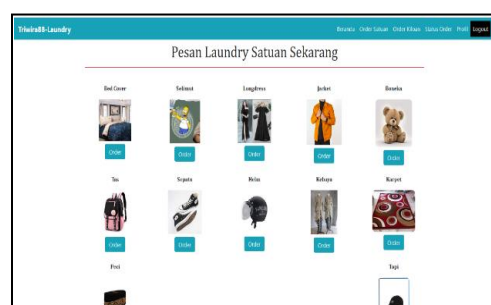 Triwira88-Laundry
Beranda Order Satuan Order Kiloan Status Order Profil Logout
Pesan Laundry Satuan Sekarang
Bed Cover Selimut Longdress Jacket Boneka
Order Order Order Order
Tas Sepatu Helm Kebaya Karpet
Order Order Order Order Order
Peci Topi